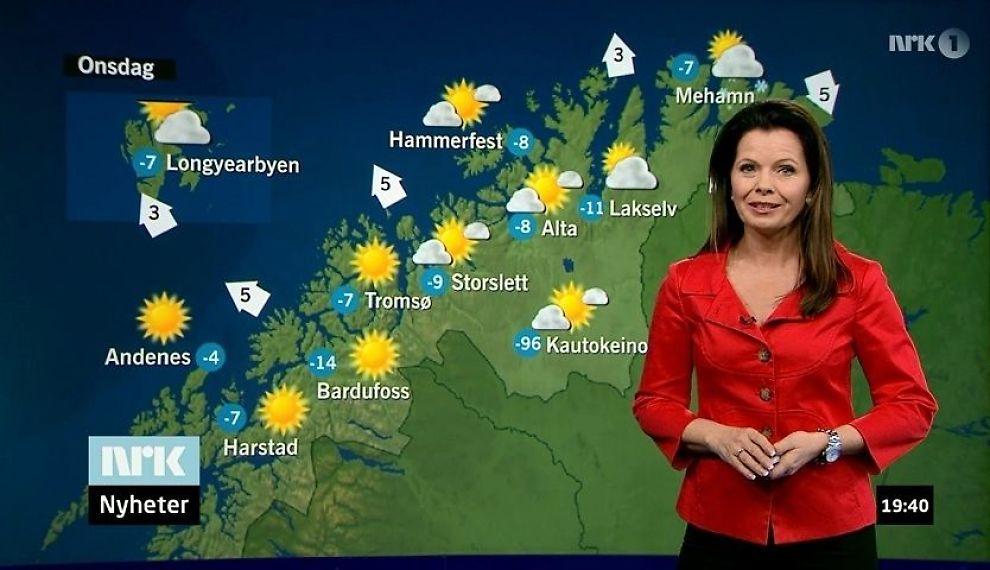 nrk 1
Onsdag
3
-7
Mehamn
5
Hammerfest -8
-7 Longyearbyen
5
3
-11 Lakselv
-8 Alta
-9 Storslett
-7 Tromsø
5
-96 Kautokeino
Andenes -4
-14
Bardufoss
-7
Harstad
nrk
Nyheter
19:40